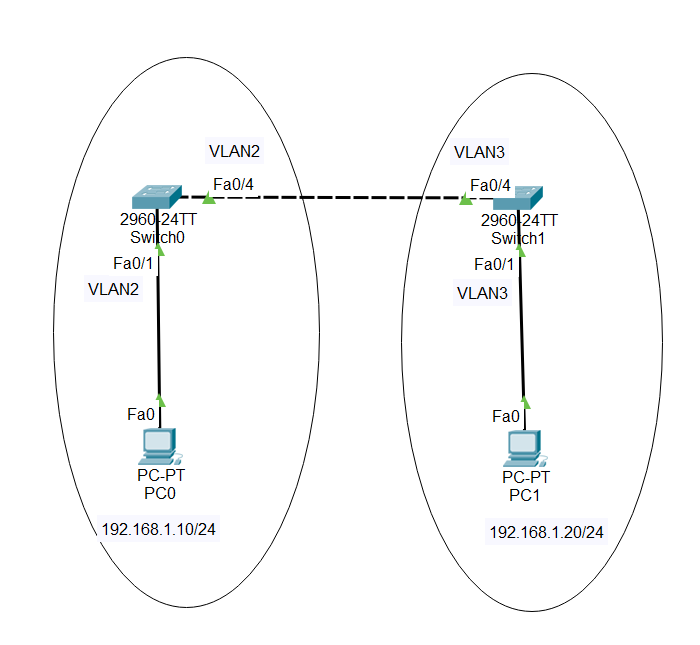 VLAN2
VLAN3
Fa0/4
Fa0/4
2960-24TT
Switch0
2960-24TT
Switch1
Fa0/1
Fa0/1
VLAN2
VLAN3
Fa0
Fa0
PC-PT
PC0
PC-PT
PC1
192.168.1.10/24
192.168.1.20/24